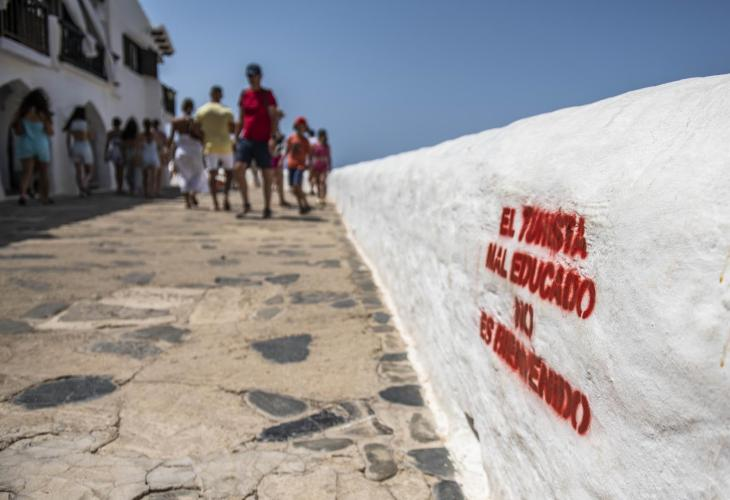 EL TURISTA
MAL EDUCADO
NO
ES BIENVENIDO